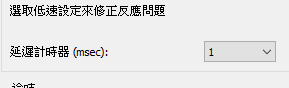 選取低速設定來修正反應問題
延遲計時器 (msec):
1